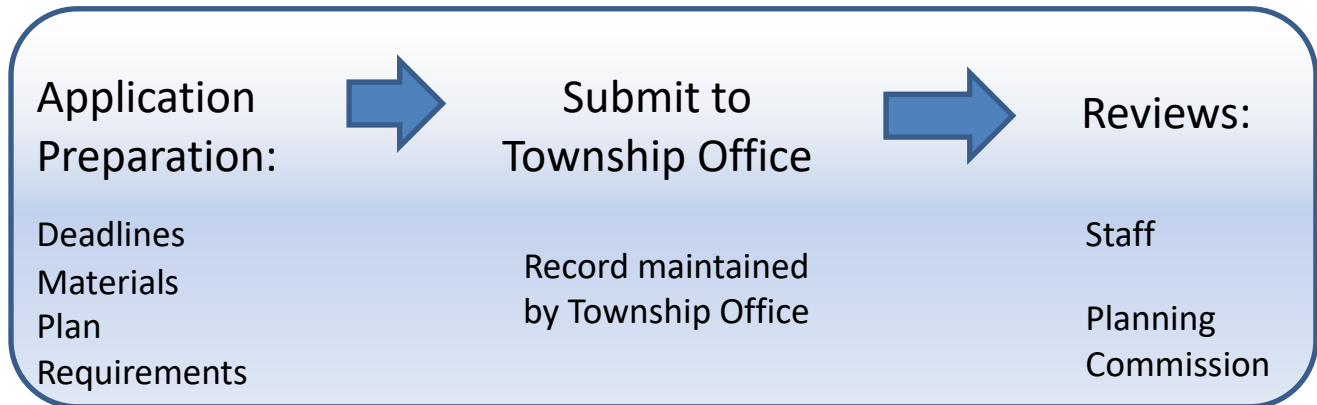 Application
Preparation:
Deadlines
Materials
Plan
Requirements
Submit to
Township Office
Record maintained
by Township Office
Reviews:
Staff
Planning
Commission